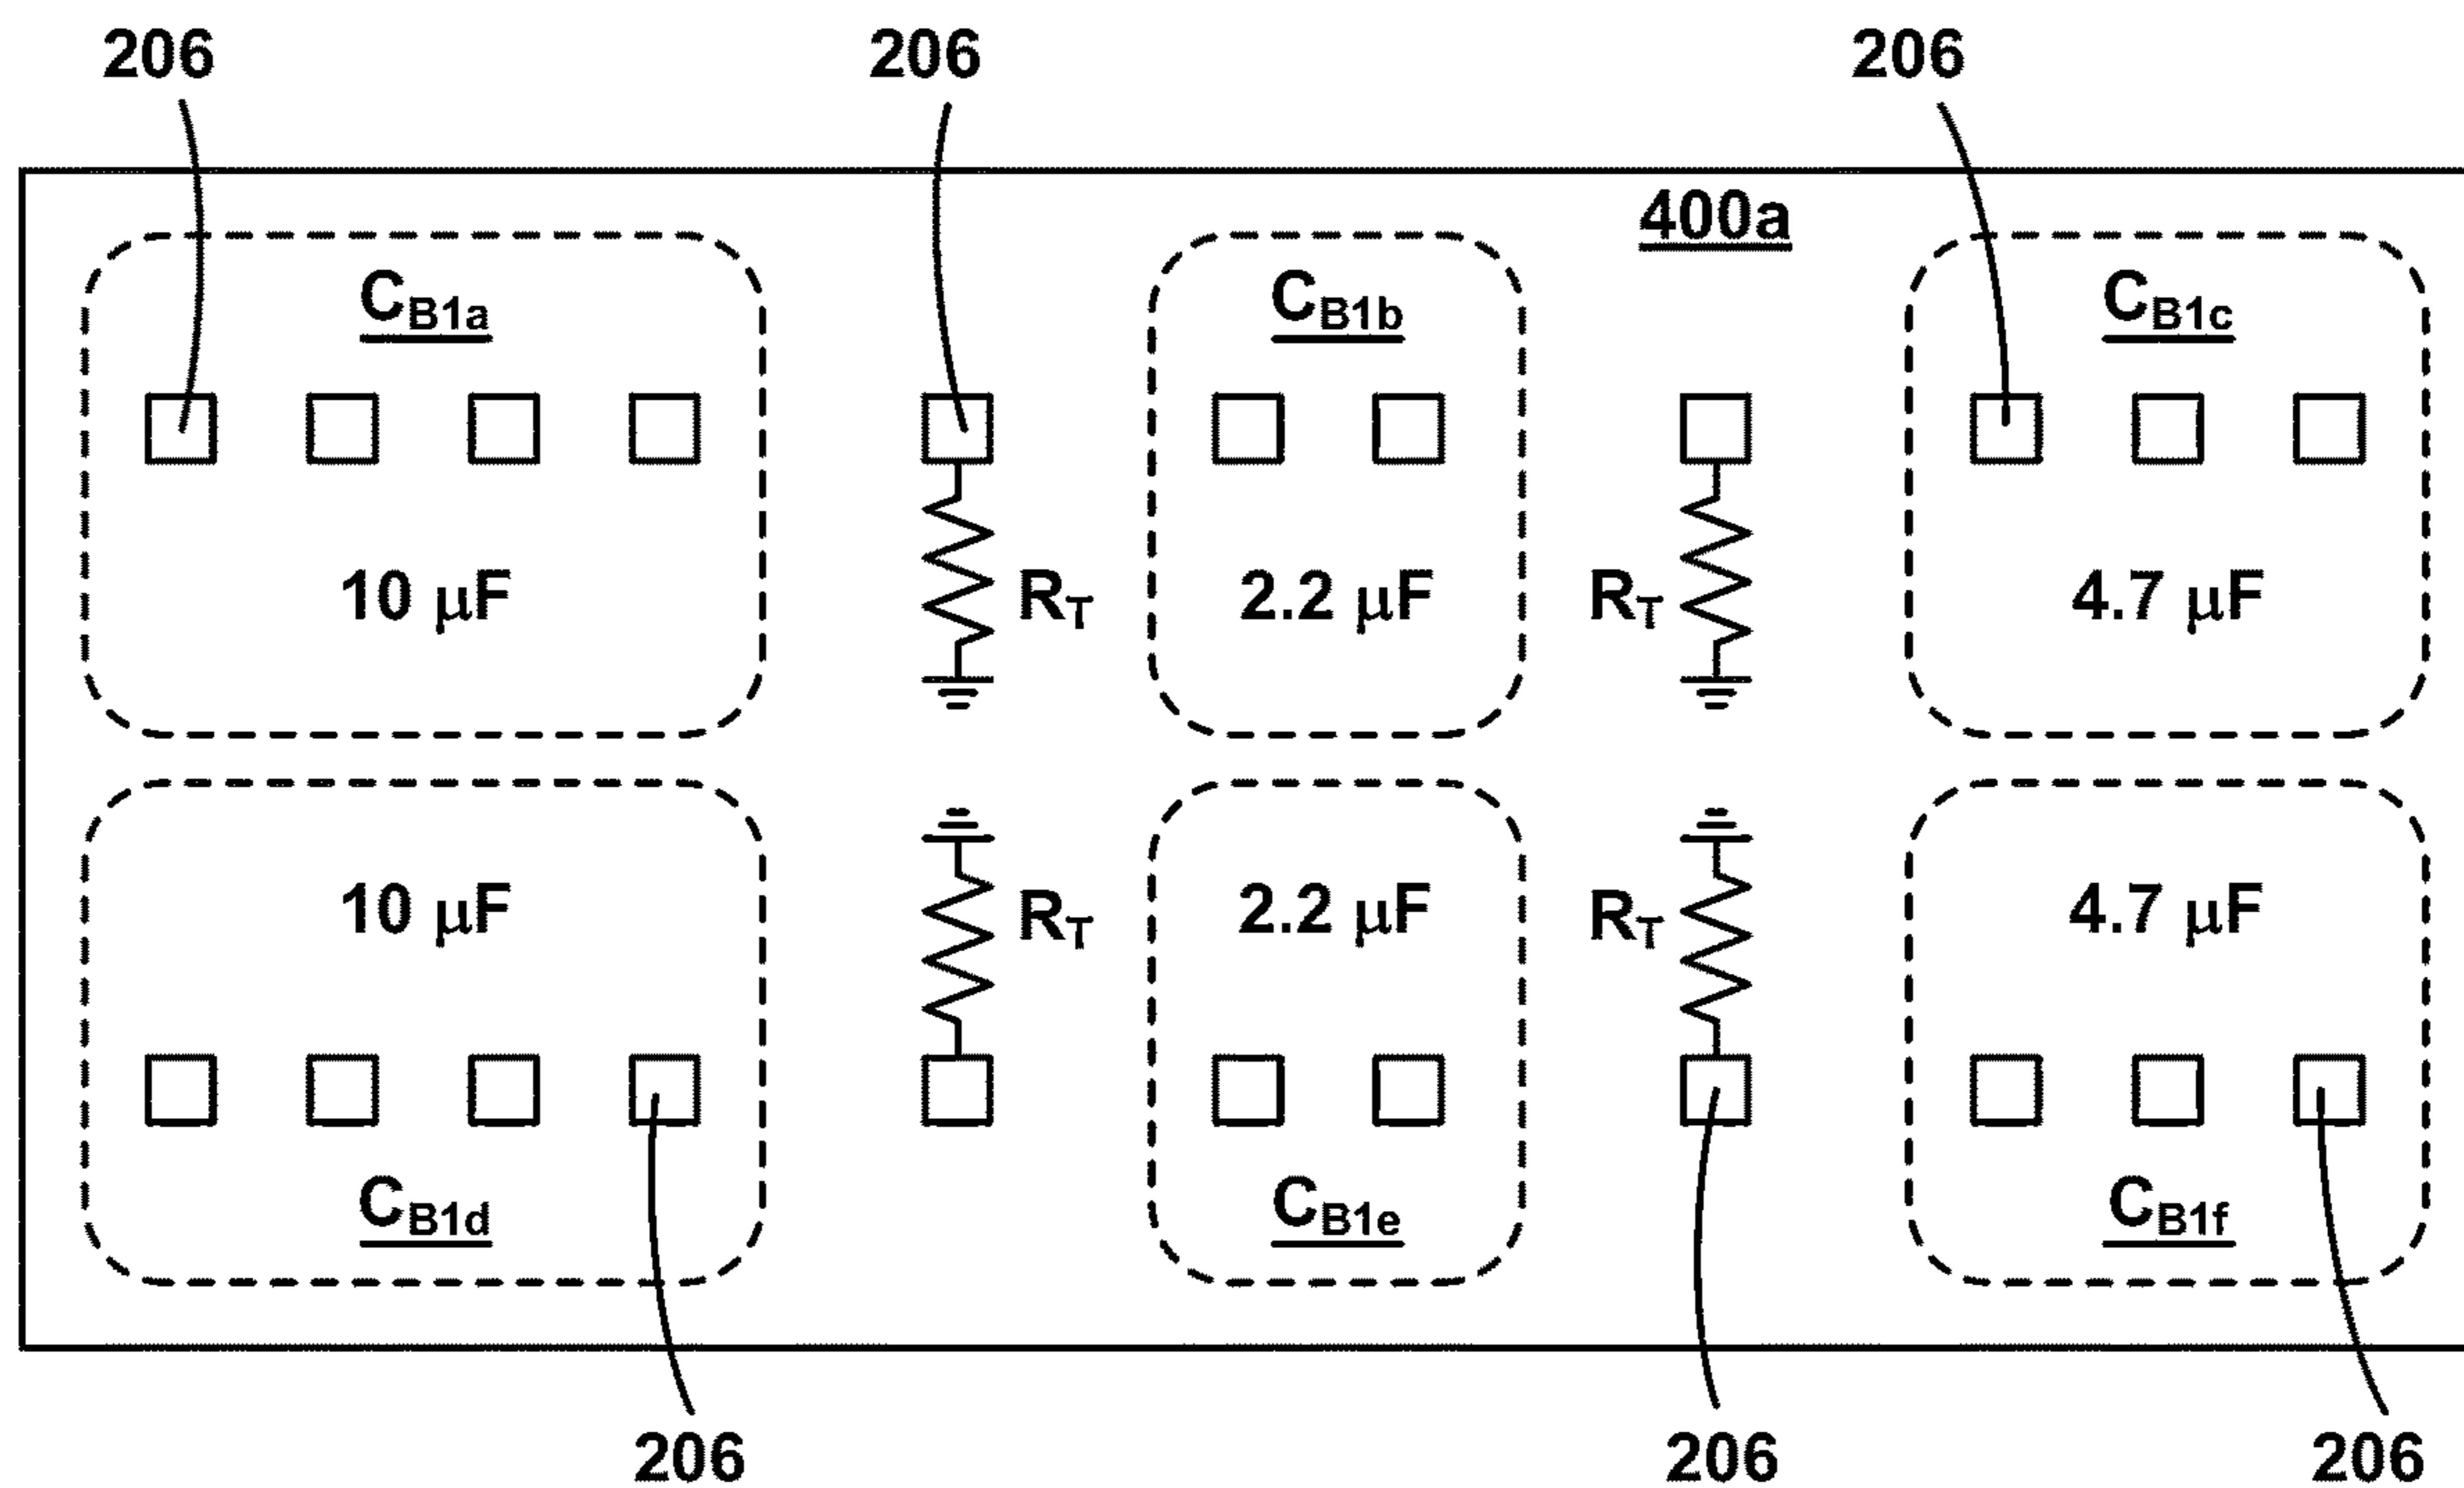 206 206 206
400a
CB1a CB1b CB1c
10 μF RT 2.2 μF RT 4.7 μF
10 μF RT 2.2 μF RT 4.7 μF
CB1d CB1e CB1f
206 206 206